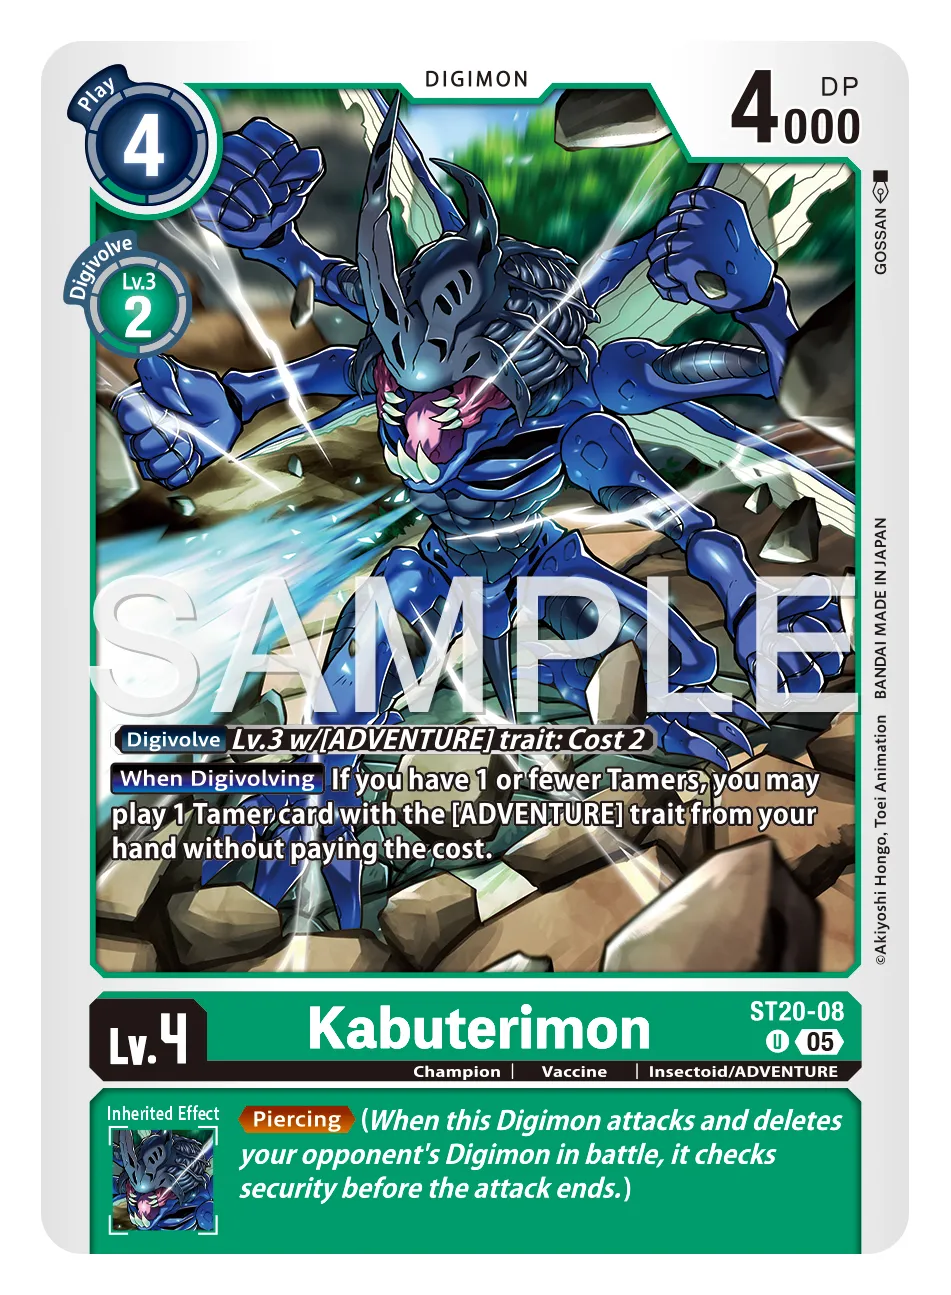 DIGIMON
Play
4
DP
4000
Digivolve
Lv.3
2
GOSSAN
BANDAI MADE IN JAPAN
©Akiyoshi Hongo, Toei Animation
SAMPLE
Digivolve Lv.3 w/[ADVENTURE] trait: Cost 2
When Digivolving If you have 1 or fewer Tamers, you may
play 1 Tamer card with the [ADVENTURE] trait from your
hand without paying the cost.
Lv.4
Kabuterimon
ST20-08
U 05
Champion | Vaccine | Insectoid/ADVENTURE
Inherited Effect
Piercing (When this Digimon attacks and deletes
your opponent's Digimon in battle, it checks
security before the attack ends.)